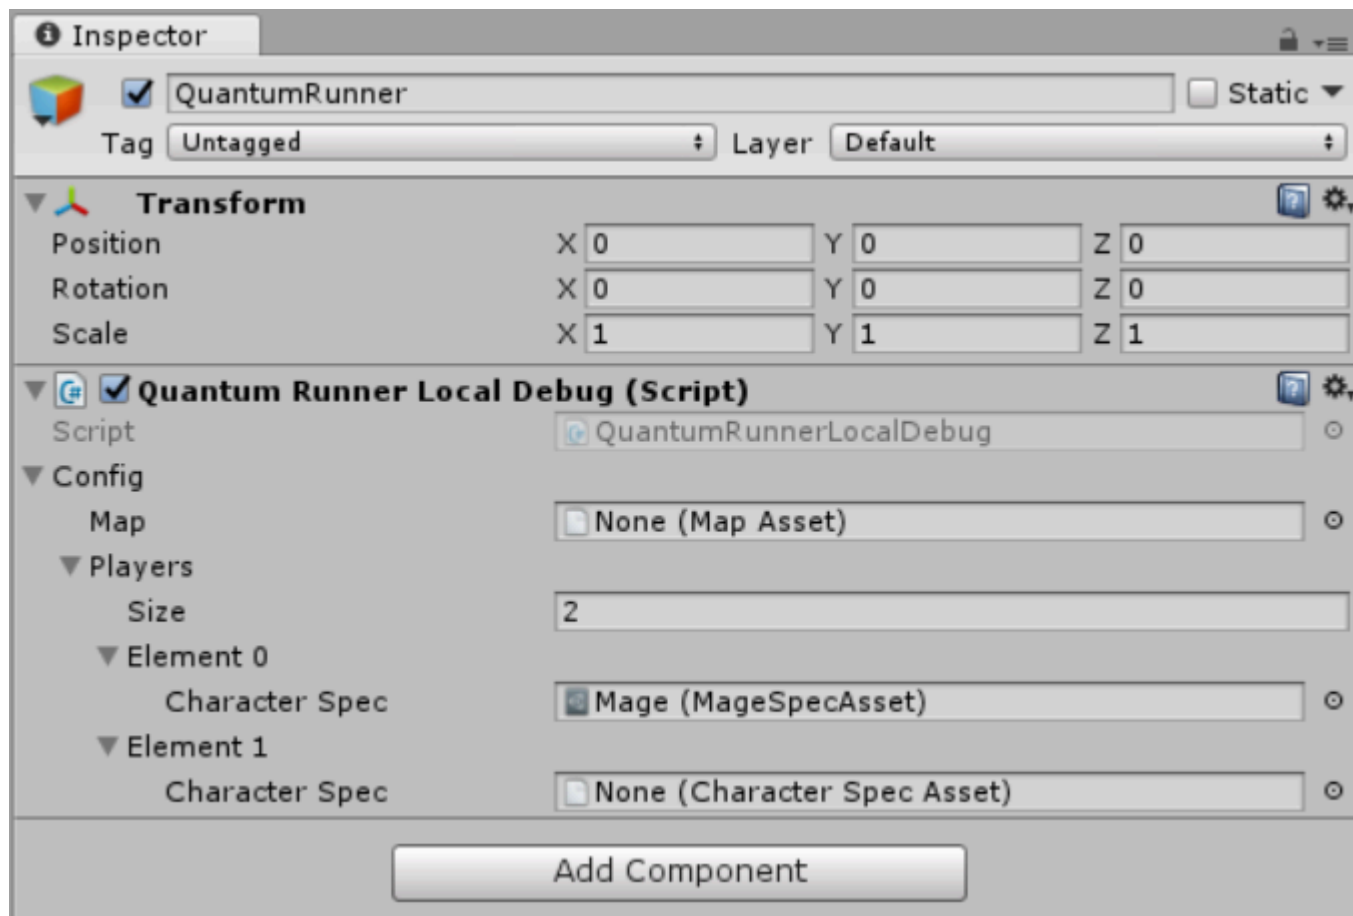 Inspector
QuantumRunner Static
Tag Untagged Layer Default
Transform
Position X 0 Y 0 Z 0
Rotation X 0 Y 0 Z 0
Scale X 1 Y 1 Z 1
Quantum Runner Local Debug (Script)
Script QuantumRunnerLocalDebug
Config
Map None (Map Asset)
Players
Size 2
Element 0
Character Spec Mage (MageSpecAsset)
Element 1
Character Spec None (Character Spec Asset)
Add Component